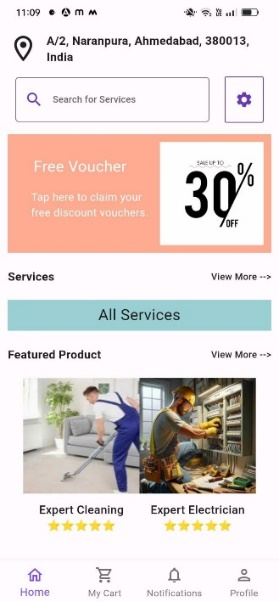 11:09
A/2, Naranpura, Ahmedabad, 380013,
India
Search for Services
Free Voucher
Tap here to claim your
free discount vouchers.
SALE UP TO
30%
OFF
Services View More -->
All Services
Featured Product View More -->
Expert Cleaning Expert Electrician
Home My Cart Notifications Profile